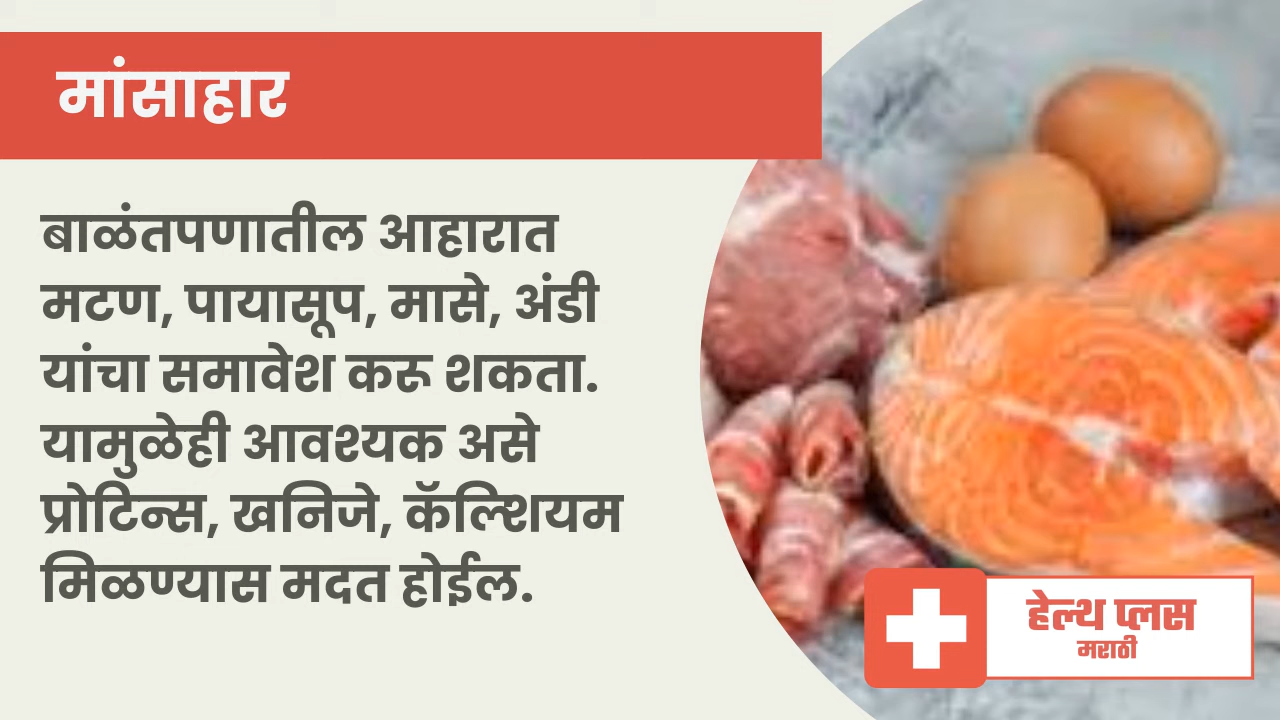 मांसाहार
बाळंतपणातील आहारात
मटण, पायासूप, मासे, अंडी
यांचा समावेश करू शकता.
यामुळेही आवश्यक असे
प्रोटिन्स, खनिजे, कॅल्शियम
मिळण्यास मदत होईल.
हेल्थ प्लस
मराठी